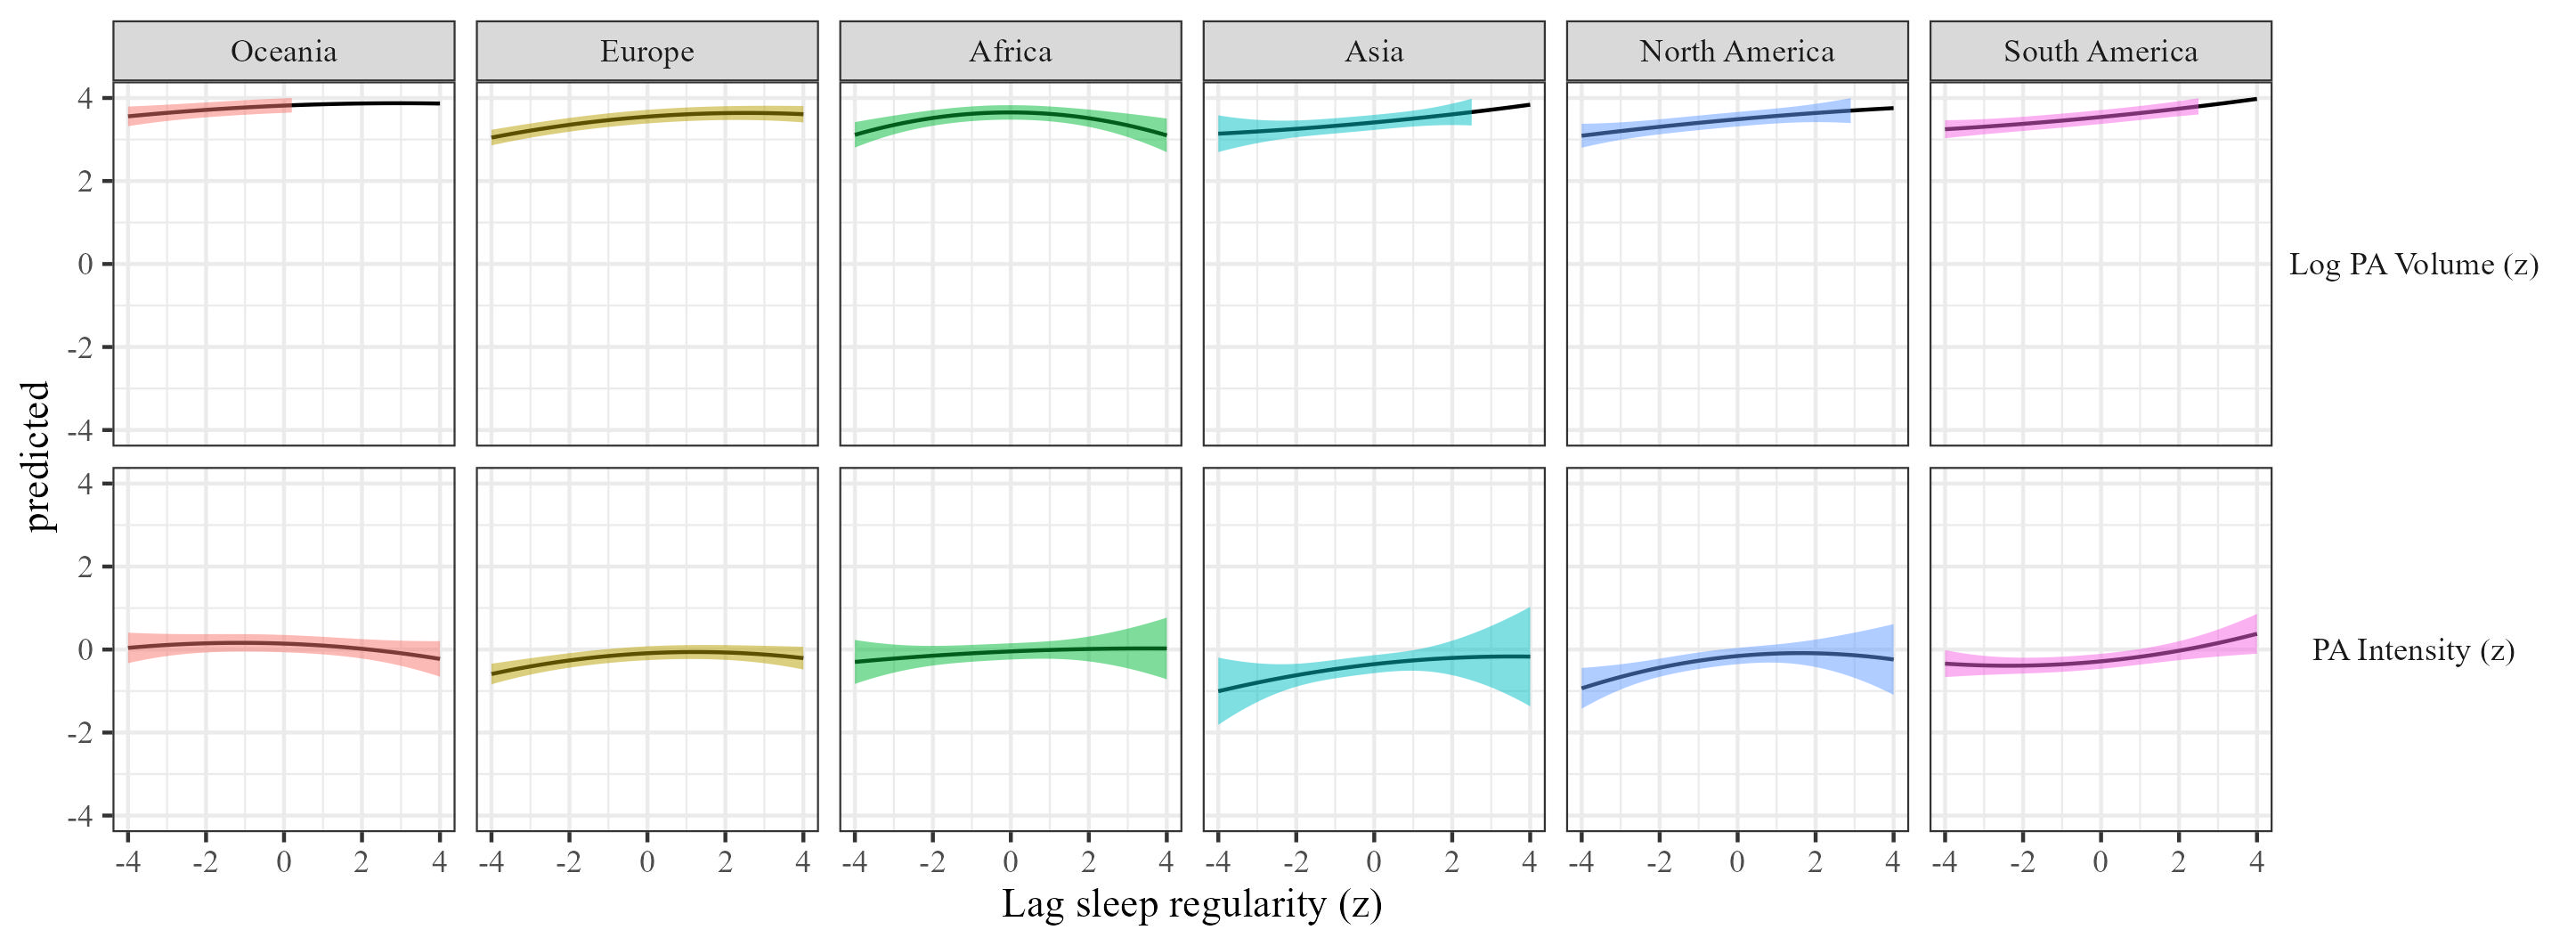 Oceania Europe Africa Asia North America South America
4
2
0
-2
-4
Log PA Volume (z)
predicted
4
2
0
-2
-4
PA Intensity (z)
-4 -2 0 2 4 -4 -2 0 2 4 -4 -2 0 2 4 -4 -2 0 2 4 -4 -2 0 2 4 -4 -2 0 2 4
Lag sleep regularity (z)